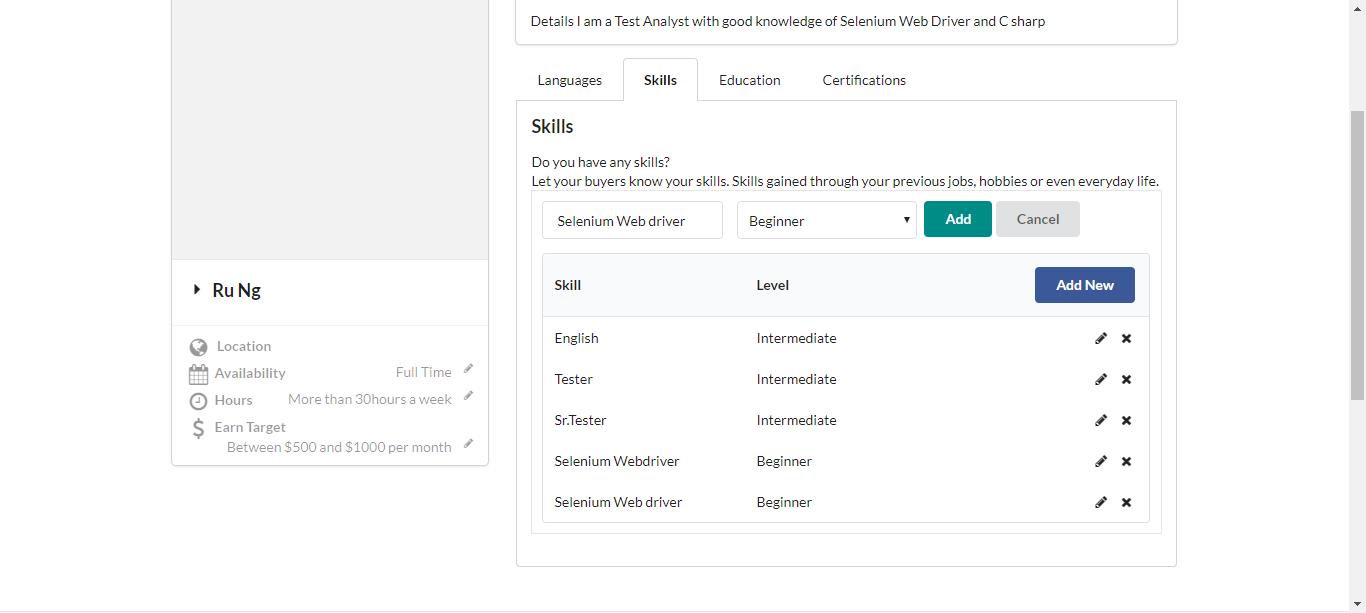 Details I am a Test Analyst with good knowledge of Selenium Web Driver and C sharp
Languages Skills Education Certifications
Skills
Do you have any skills?
Let your buyers know your skills. Skills gained through your previous jobs, hobbies or even everyday life.
Selenium Web driver Beginner Add Cancel
Skill Level Add New
English Intermediate
Tester Intermediate
Sr.Tester Intermediate
Selenium Webdriver Beginner
Selenium Web driver Beginner
Ru Ng
Location
Availability Full Time
Hours More than 30hours a week
Earn Target
Between $500 and $1000 per month